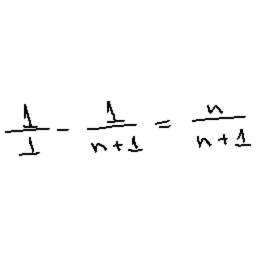 1/1 - 1/(n+1) = n/(n+1)